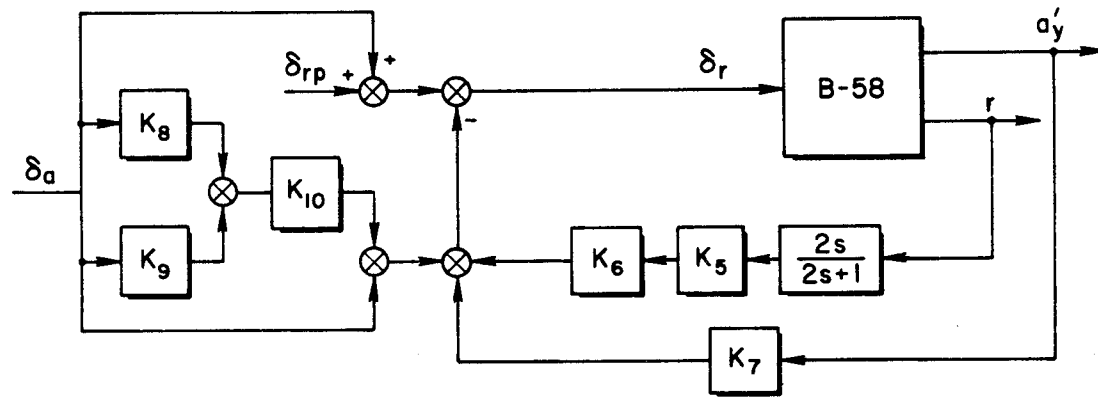 a'y
+
δrp
+
δr
B-58
-
r
K8
δa
K10
K9
K6
K5
2s
2s+1
K7